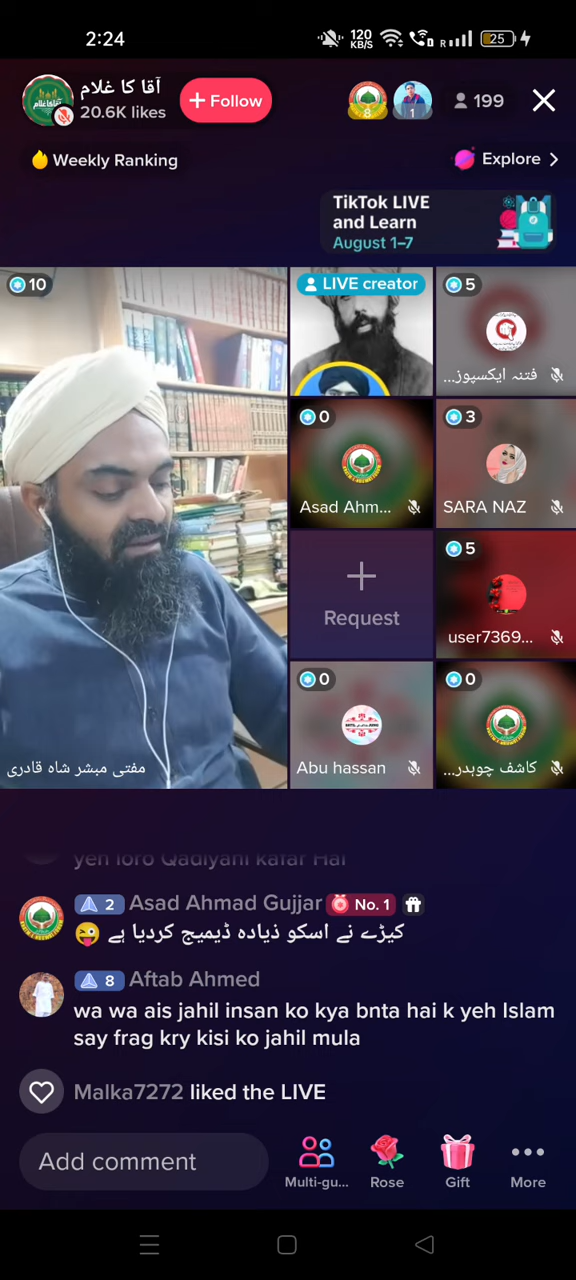 2:24
120
KB/S
R
25
آقا کا غلام
20.6K likes
+ Follow
8
1
199
Weekly Ranking
Explore
TikTok LIVE
and Learn
August 1–7
10
LIVE creator
5
فتنہ ایکسپوز...
0
Asad Ahm...
3
SARA NAZ
Request
5
user7369...
مفتی مبشر شاہ قادری
0
Abu hassan
0
کاشف چوہدر...
yeh loro Qadiyani kafar Hai
2 Asad Ahmad Gujjar No. 1
کیڑے نے اسکو ذیادہ ڈیمیج کردیا ہے 😜
8 Aftab Ahmed
wa wa ais jahil insan ko kya bnta hai k yeh Islam
say frag kry kisi ko jahil mula
Malka7272 liked the LIVE
Add comment
Multi-gu...
Rose
Gift
More